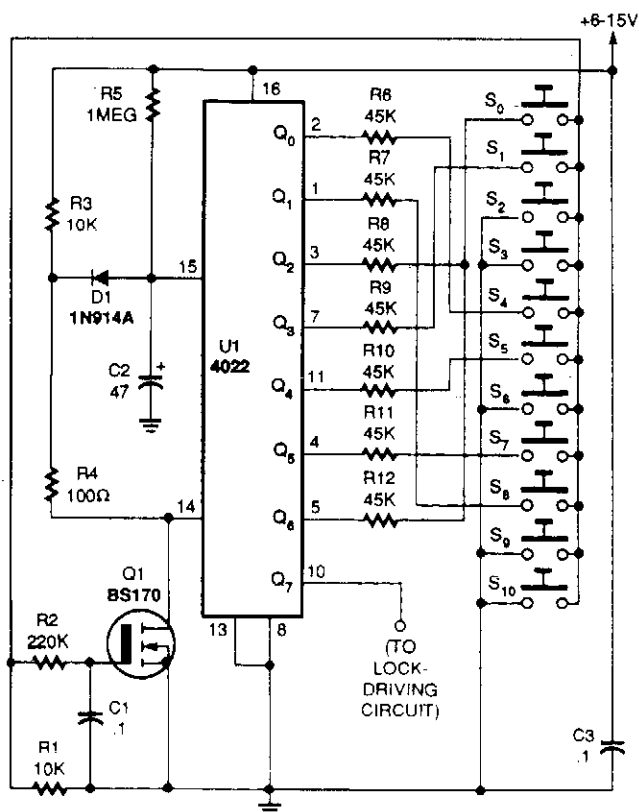 +6-15V
R5
1MEG
16
R6
45K
S0
Q0
2
R7
45K
S1
R3
10K
Q1
1
R8
45K
S2
15
D1
1N914A
Q2
3
R9
45K
S3
U1
4022
Q3
7
R10
45K
S4
C2
47
+
Q4
11
R11
45K
S5
S6
R4
100Ω
Q5
4
R12
45K
S7
14
Q6
5
S8
Q1
BS170
Q7
10
S9
S10
R2
220K
13
8
(TO
LOCK-
DRIVING
CIRCUIT)
C1
.1
R1
10K
C3
.1